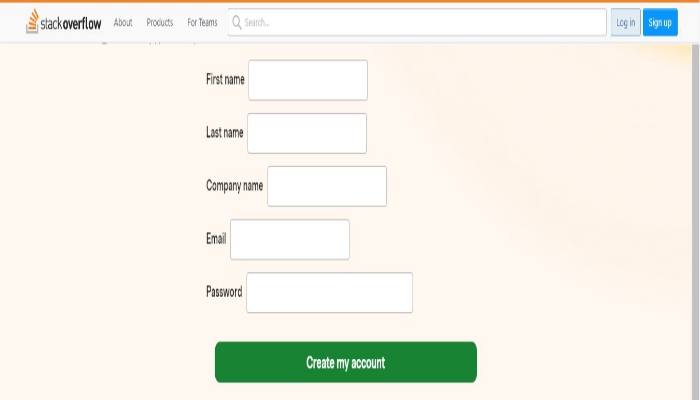 stackoverflow About Products For Teams Search... Log in Sign up
First name
Last name
Company name
Email
Password
Create my account